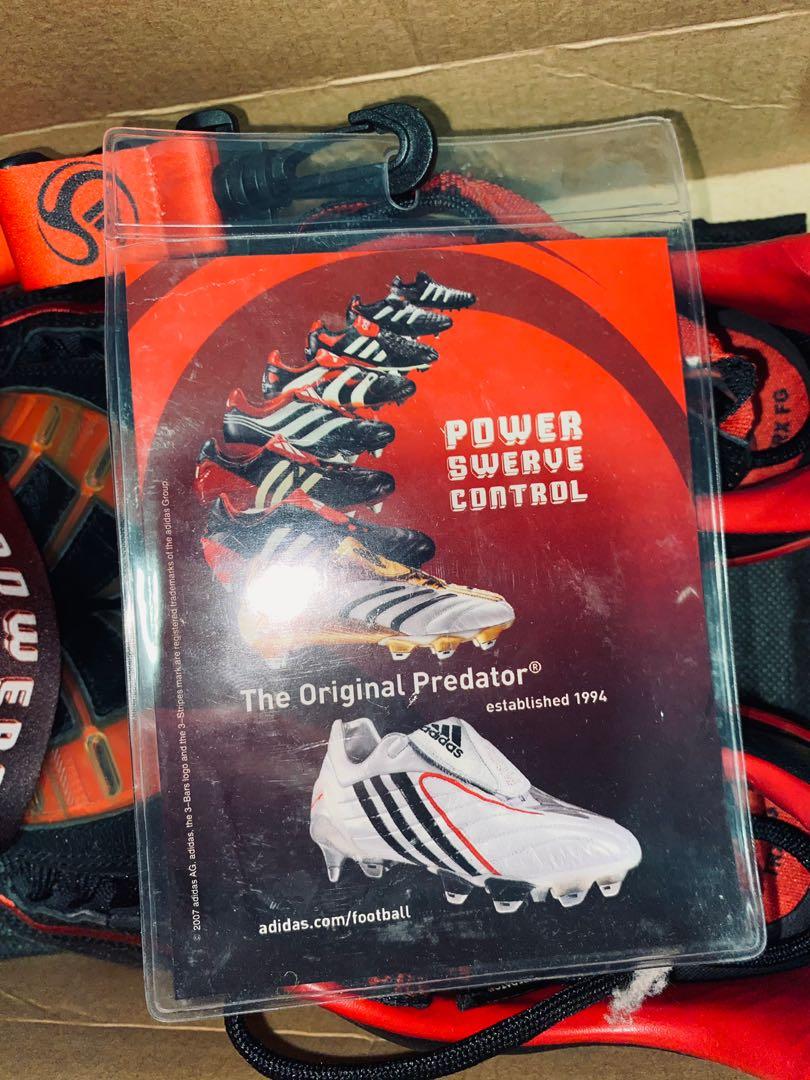 POWER
SWERVE
CONTROL
The Original Predator®
established 1994
adidas
adidas.com/football
© 2007 adidas AG. adidas, the 3-Bars logo and the 3-Stripes mark are registered trademarks of the adidas Group.
RX FG
POWER